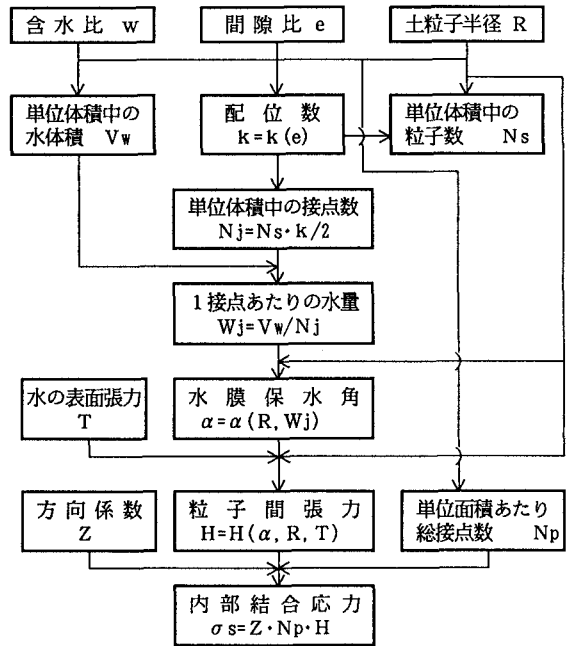 含水比 w
間隙比 e
土粒子半径 R
単位体積中の
水体積 Vw
配位数
k=k(e)
単位体積中の
粒子数 Ns
単位体積中の接点数
Nj=Ns・k/2
1接点あたりの水量
Wj=Vw/Nj
水の表面張力
T
水膜保水角
α=α(R,Wj)
方向係数
Z
粒子間張力
H=H(α,R,T)
単位面積あたり
総接点数 Np
内部結合応力
σs=Z・Np・H